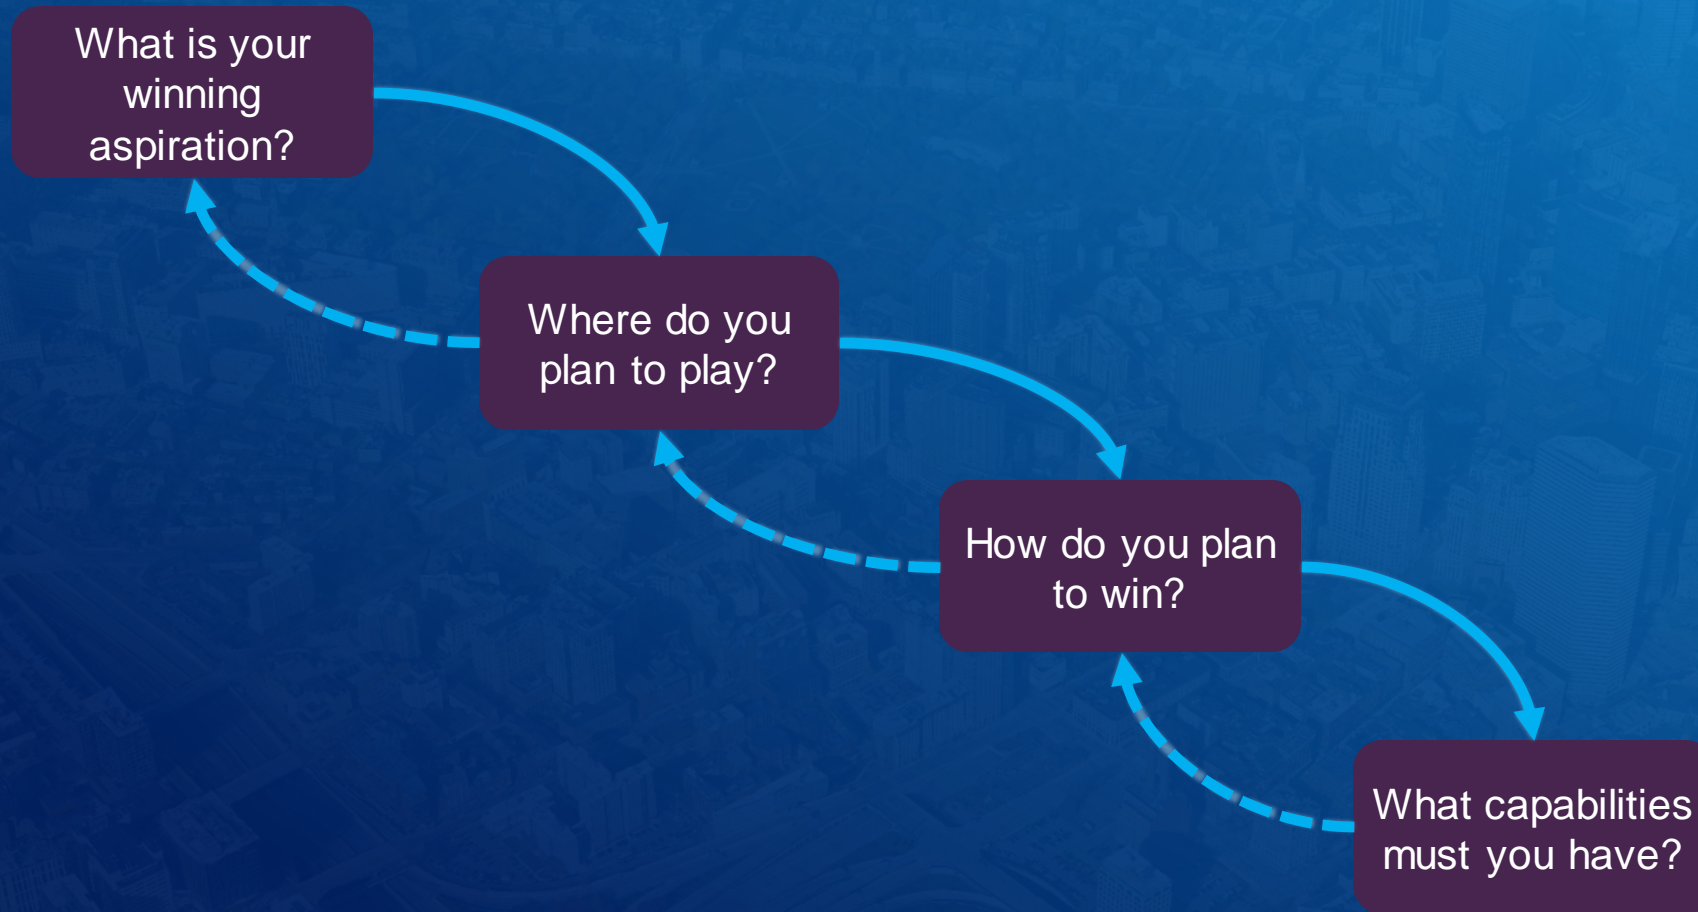 What is your
winning
aspiration?
Where do you
plan to play?
How do you plan
to win?
What capabilities
must you have?